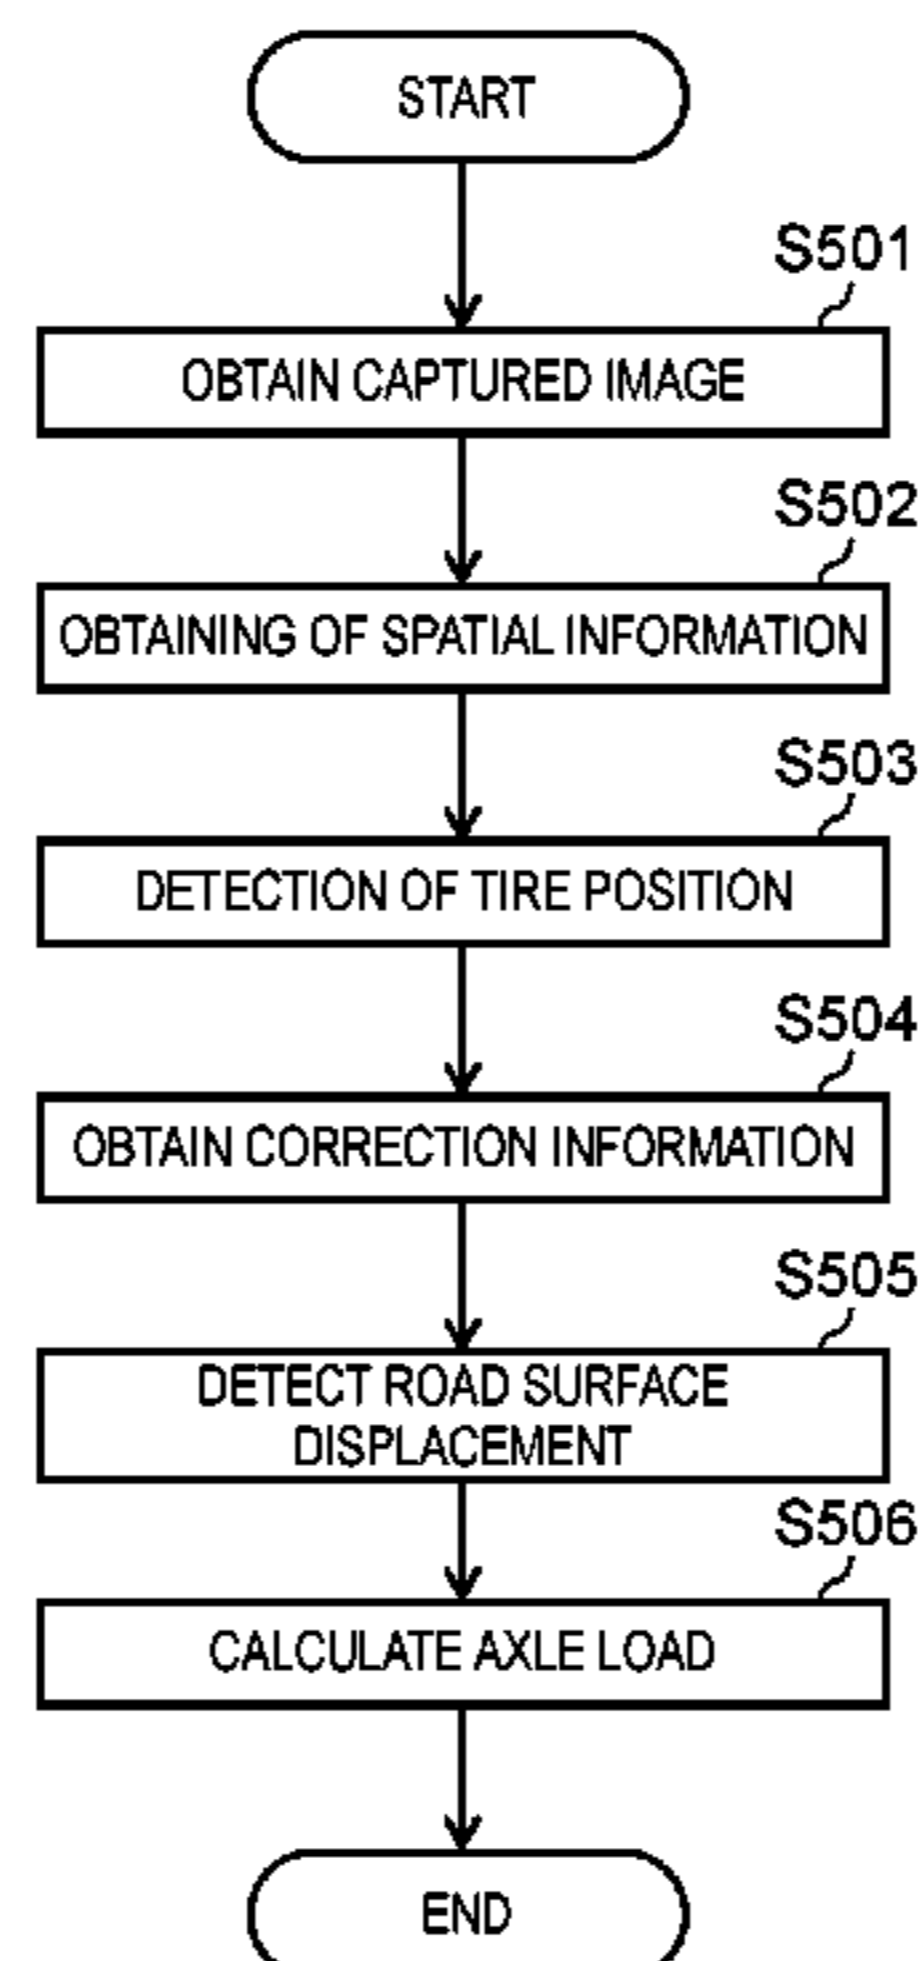 START
S501
OBTAIN CAPTURED IMAGE
S502
OBTAINING OF SPATIAL INFORMATION
S503
DETECTION OF TIRE POSITION
S504
OBTAIN CORRECTION INFORMATION
S505
DETECT ROAD SURFACE
DISPLACEMENT
S506
CALCULATE AXLE LOAD
END